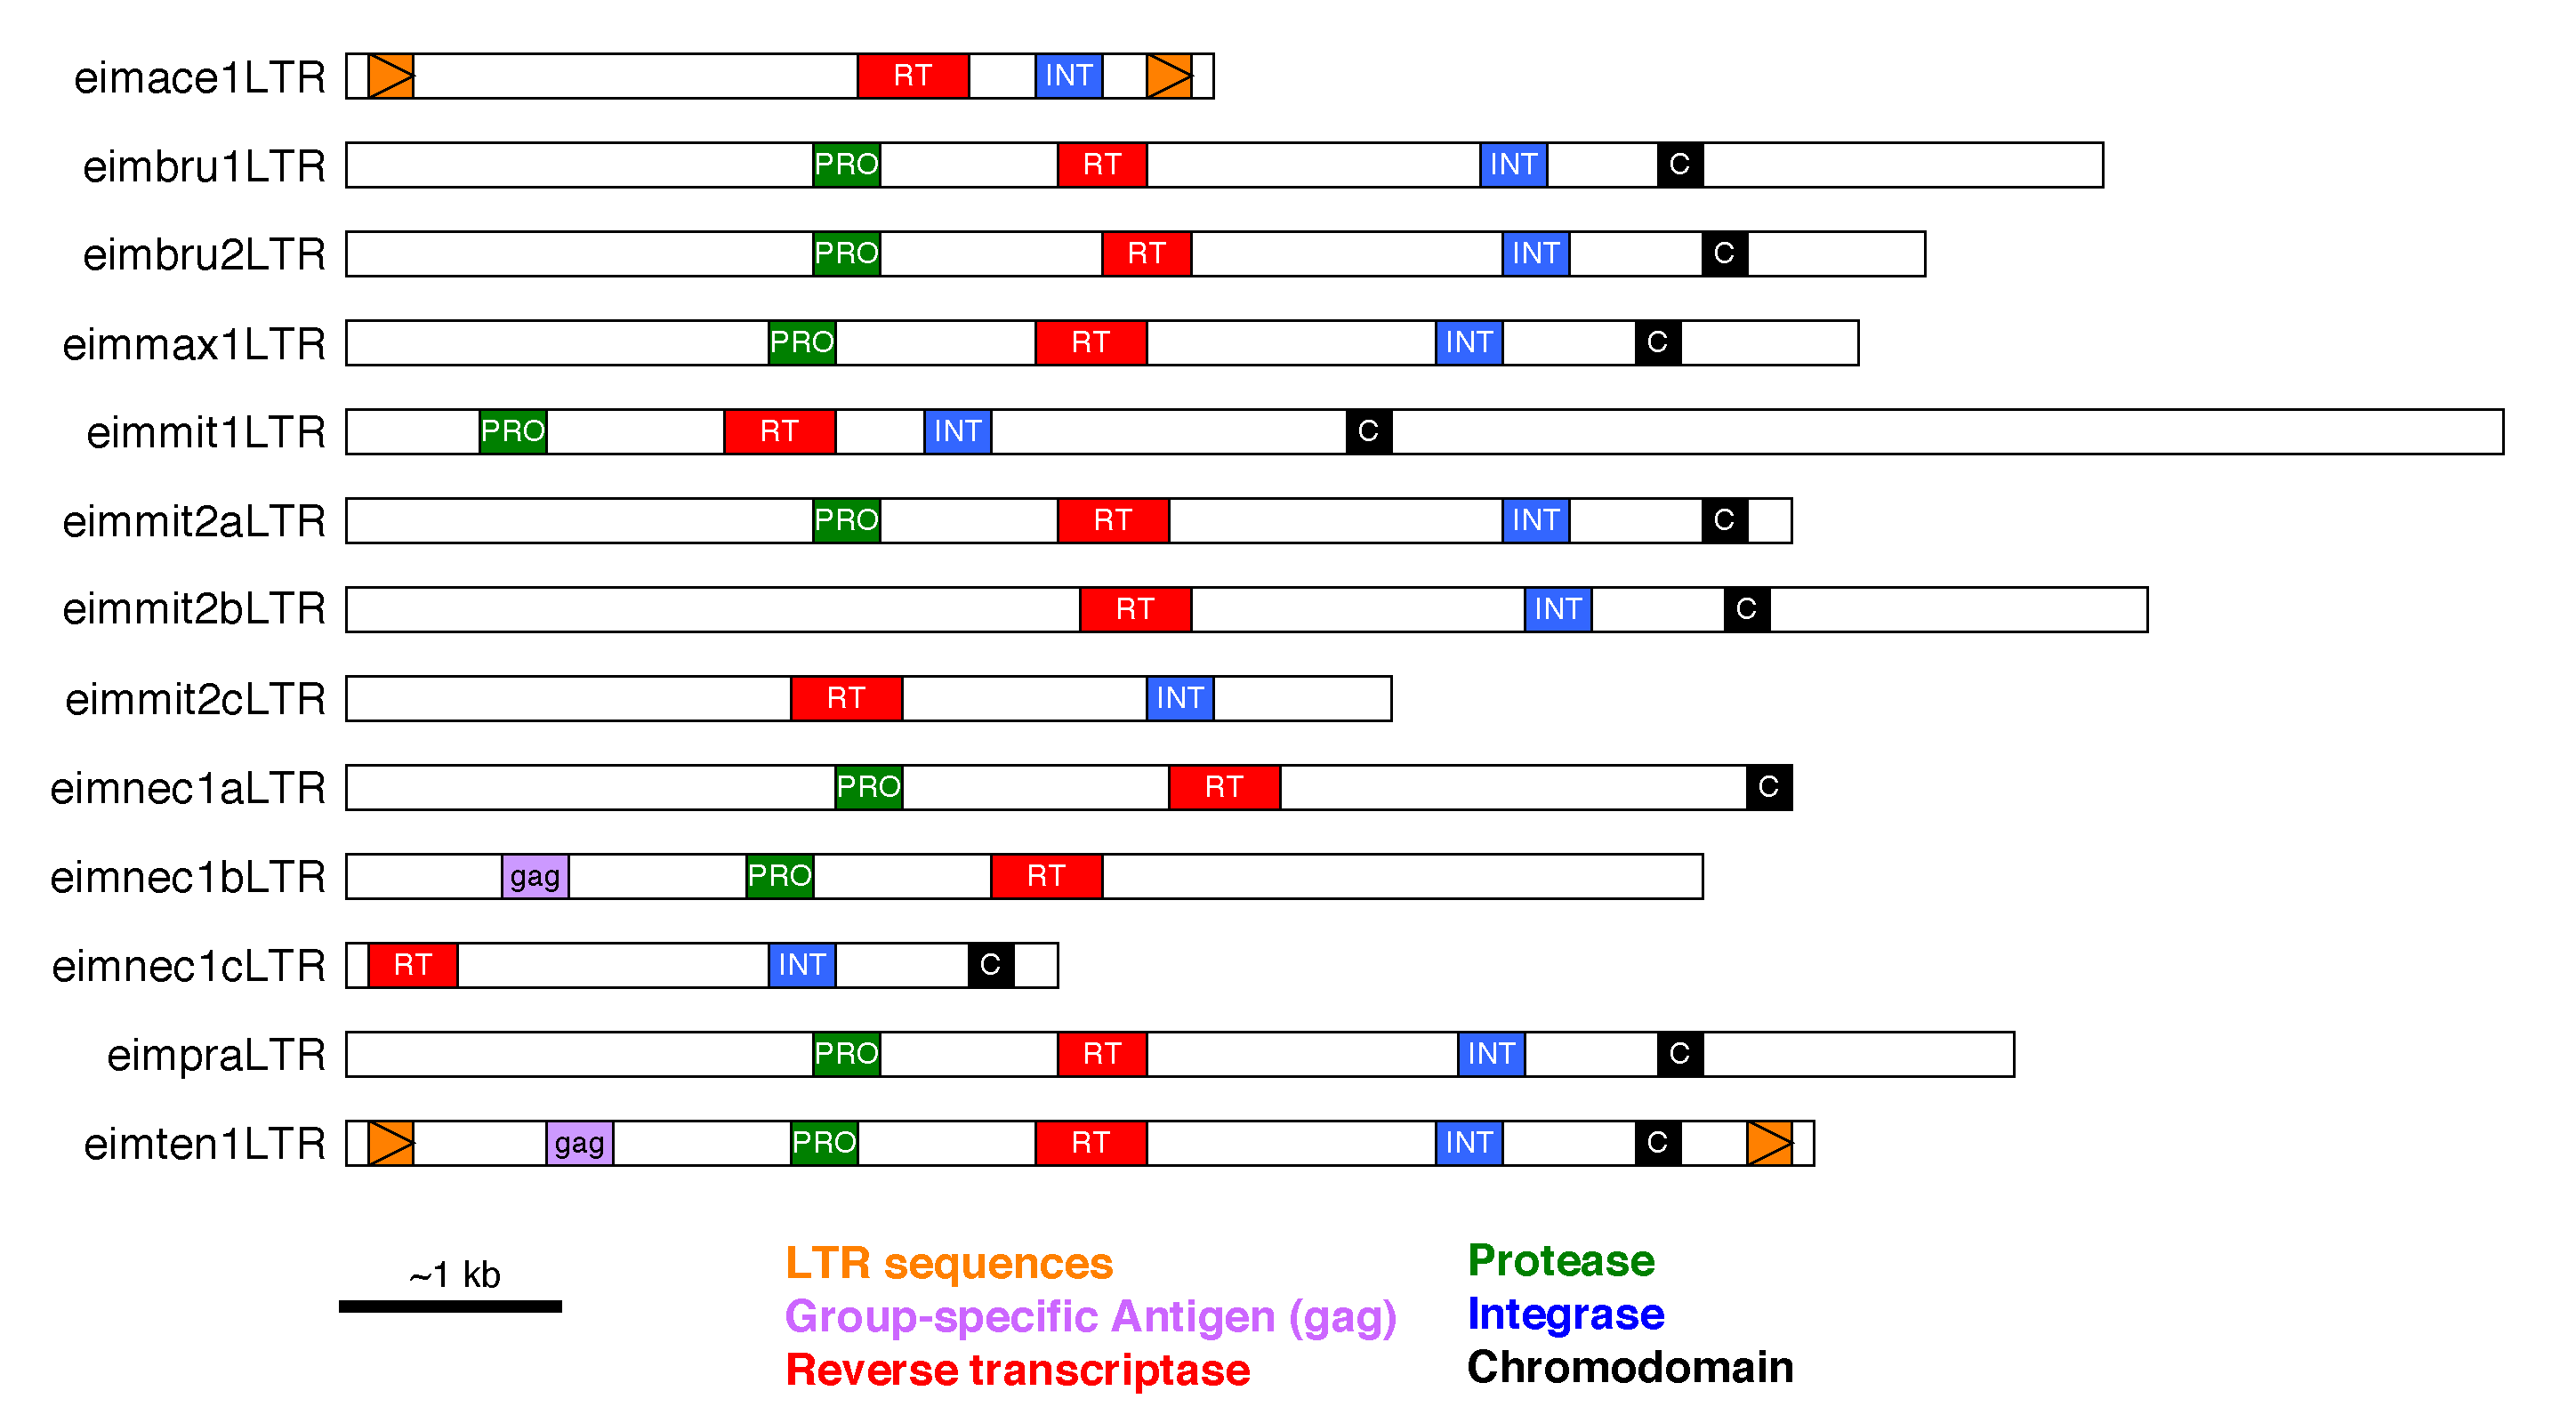 eimace1LTR RT INT
eimbru1LTR PRO RT INT C
eimbru2LTR PRO RT INT C
eimmax1LTR PRO RT INT C
eimmit1LTR PRO RT INT C
eimmit2aLTR PRO RT INT C
eimmit2bLTR RT INT C
eimmit2cLTR RT INT
eimnec1aLTR PRO RT C
eimnec1bLTR gag PRO RT
eimnec1cLTR RT INT C
eimpraLTR PRO RT INT C
eimten1LTR gag PRO RT INT C
~1 kb
LTR sequences
Group-specific Antigen (gag)
Reverse transcriptase
Protease
Integrase
Chromodomain